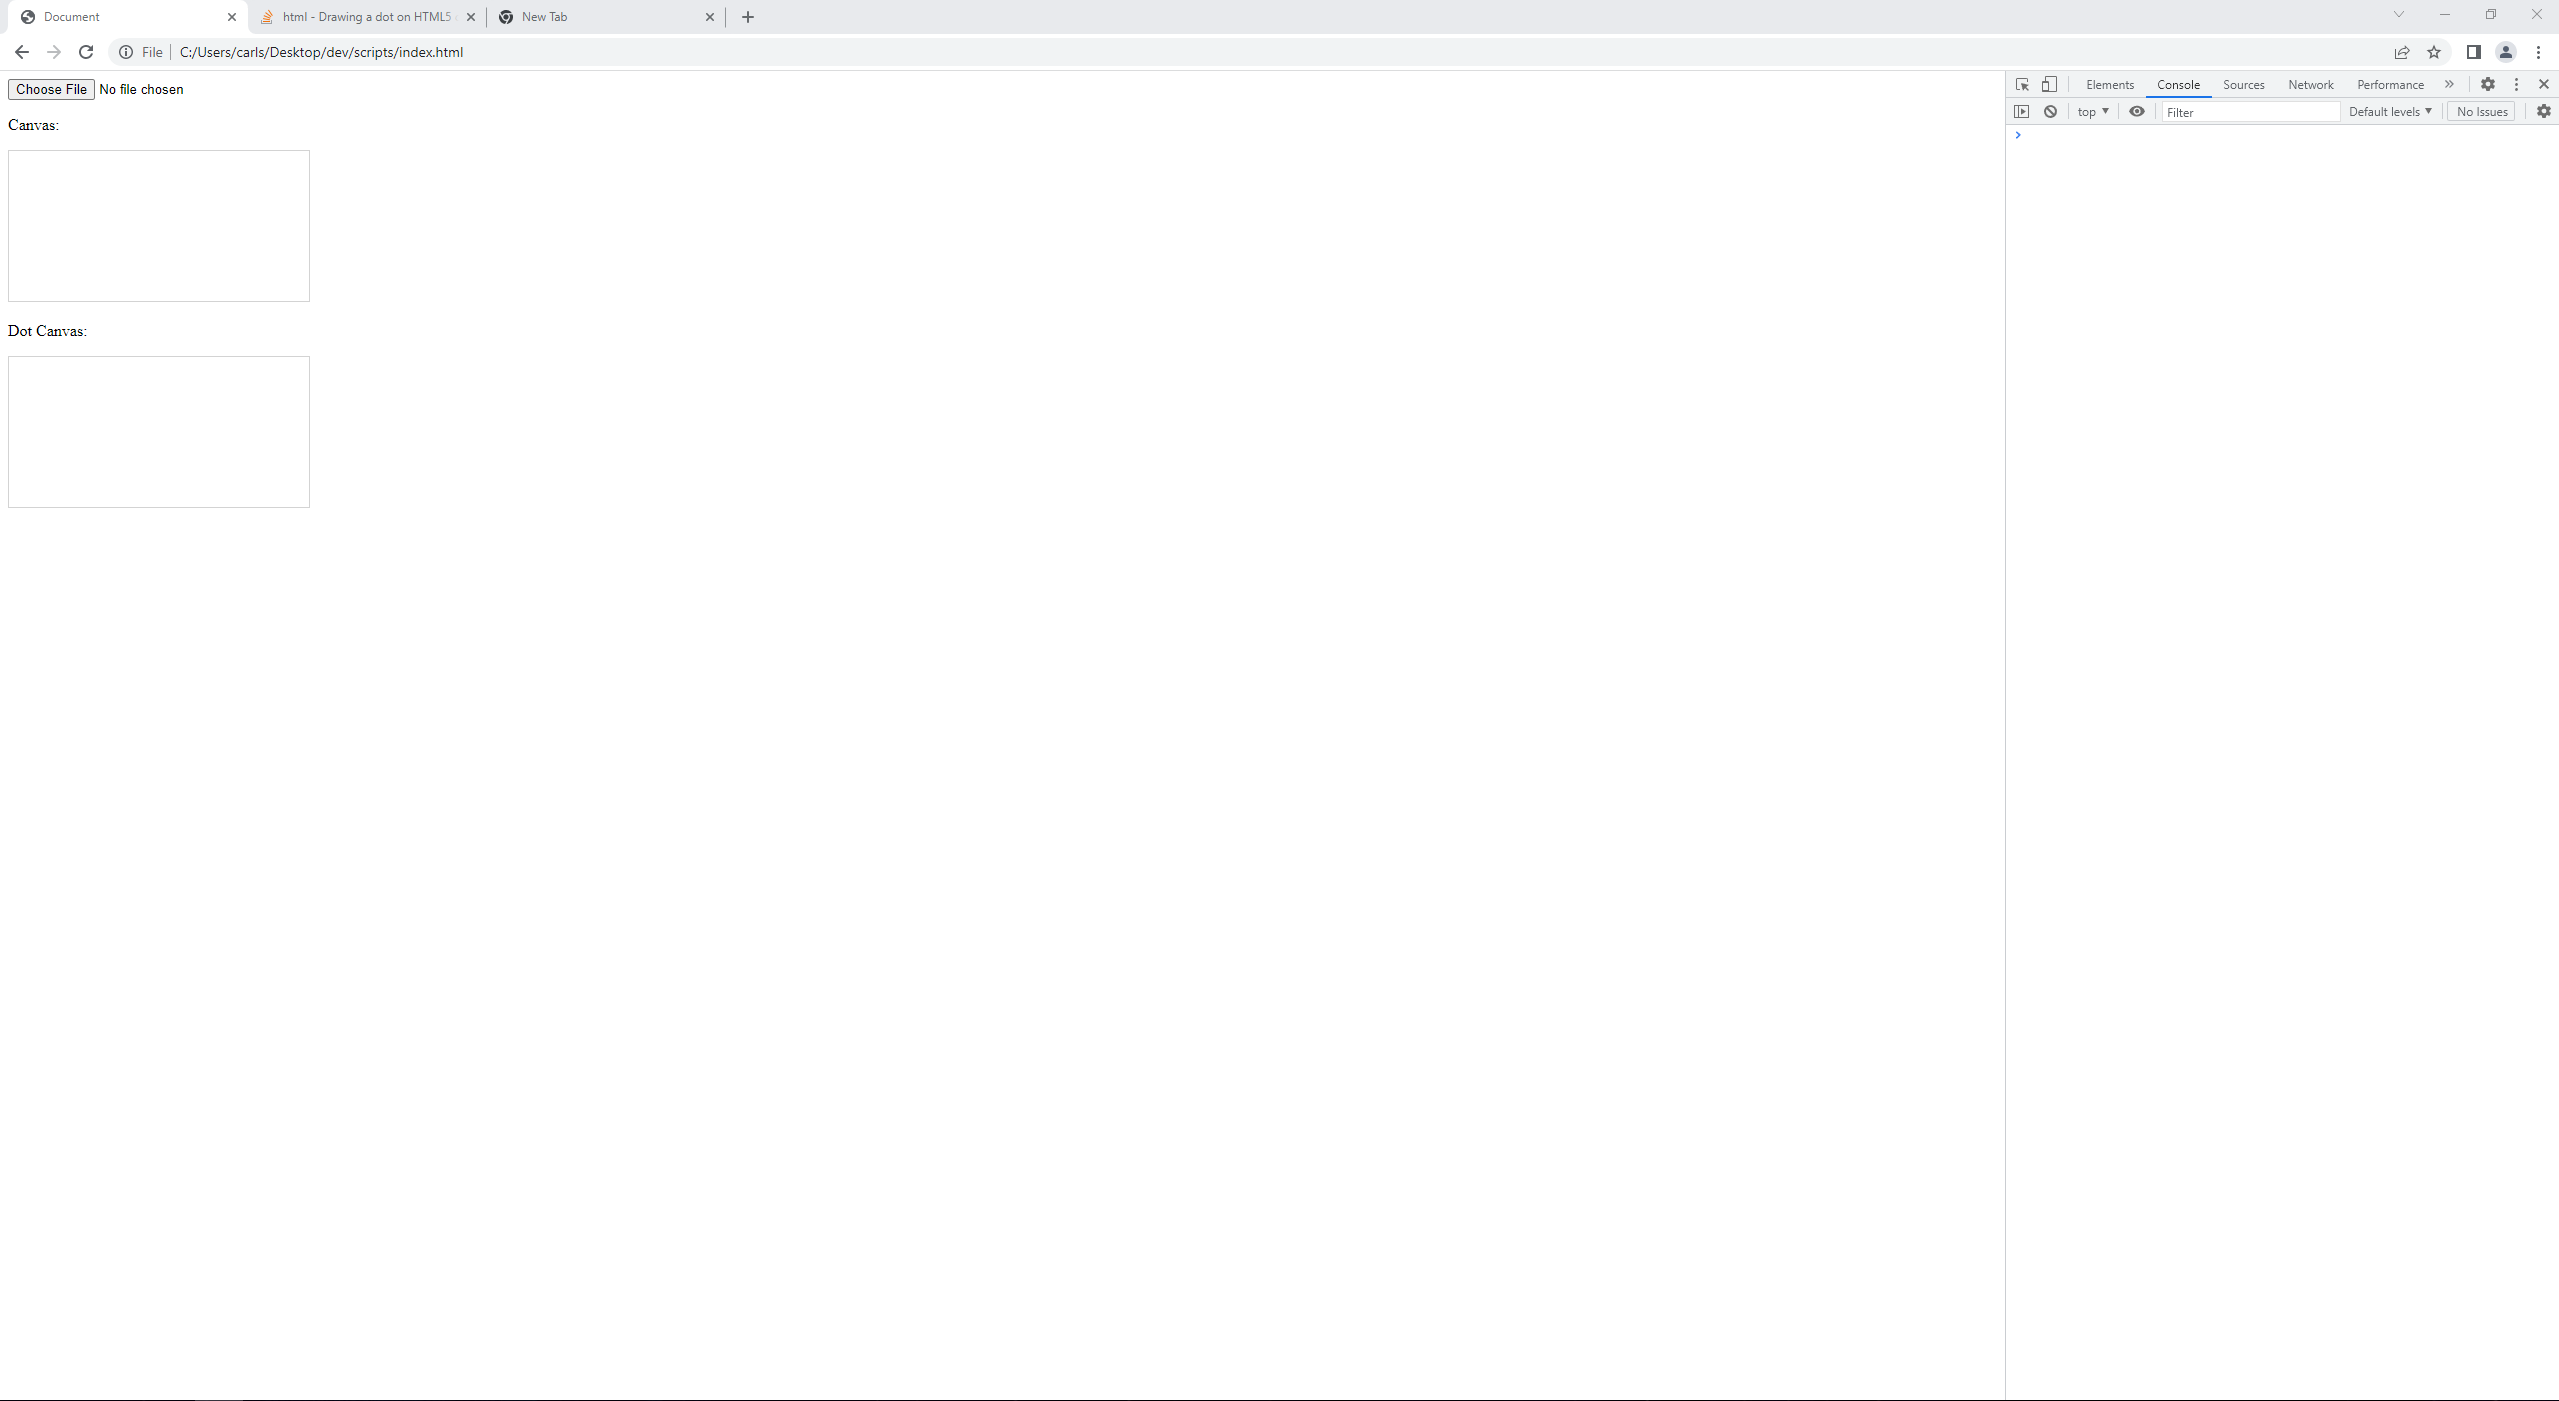 Document
html - Drawing a dot on HTML5
New Tab
File
C:/Users/carls/Desktop/dev/scripts/index.html
Choose File No file chosen
Canvas:
Dot Canvas:
Elements Console Sources Network Performance
top Filter Default levels No Issues